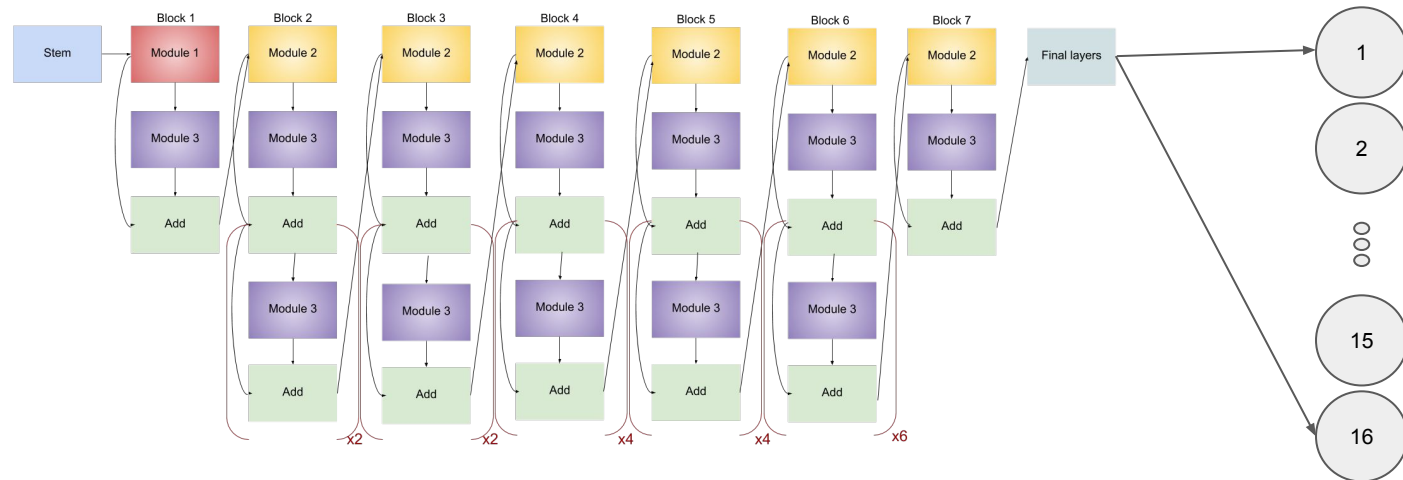 Block 1
Block 2
Block 3
Block 4
Block 5
Block 6
Block 7
Stem
Module 1
Module 2
Module 2
Module 2
Module 2
Module 2
Module 2
Final layers
1
Module 3
Module 3
Module 3
Module 3
Module 3
Module 3
Module 3
2
Add
Add
Add
Add
Add
Add
Add
Module 3
Module 3
Module 3
Module 3
Module 3
15
Add
Add
Add
Add
Add
x2
x2
x4
x4
x6
16